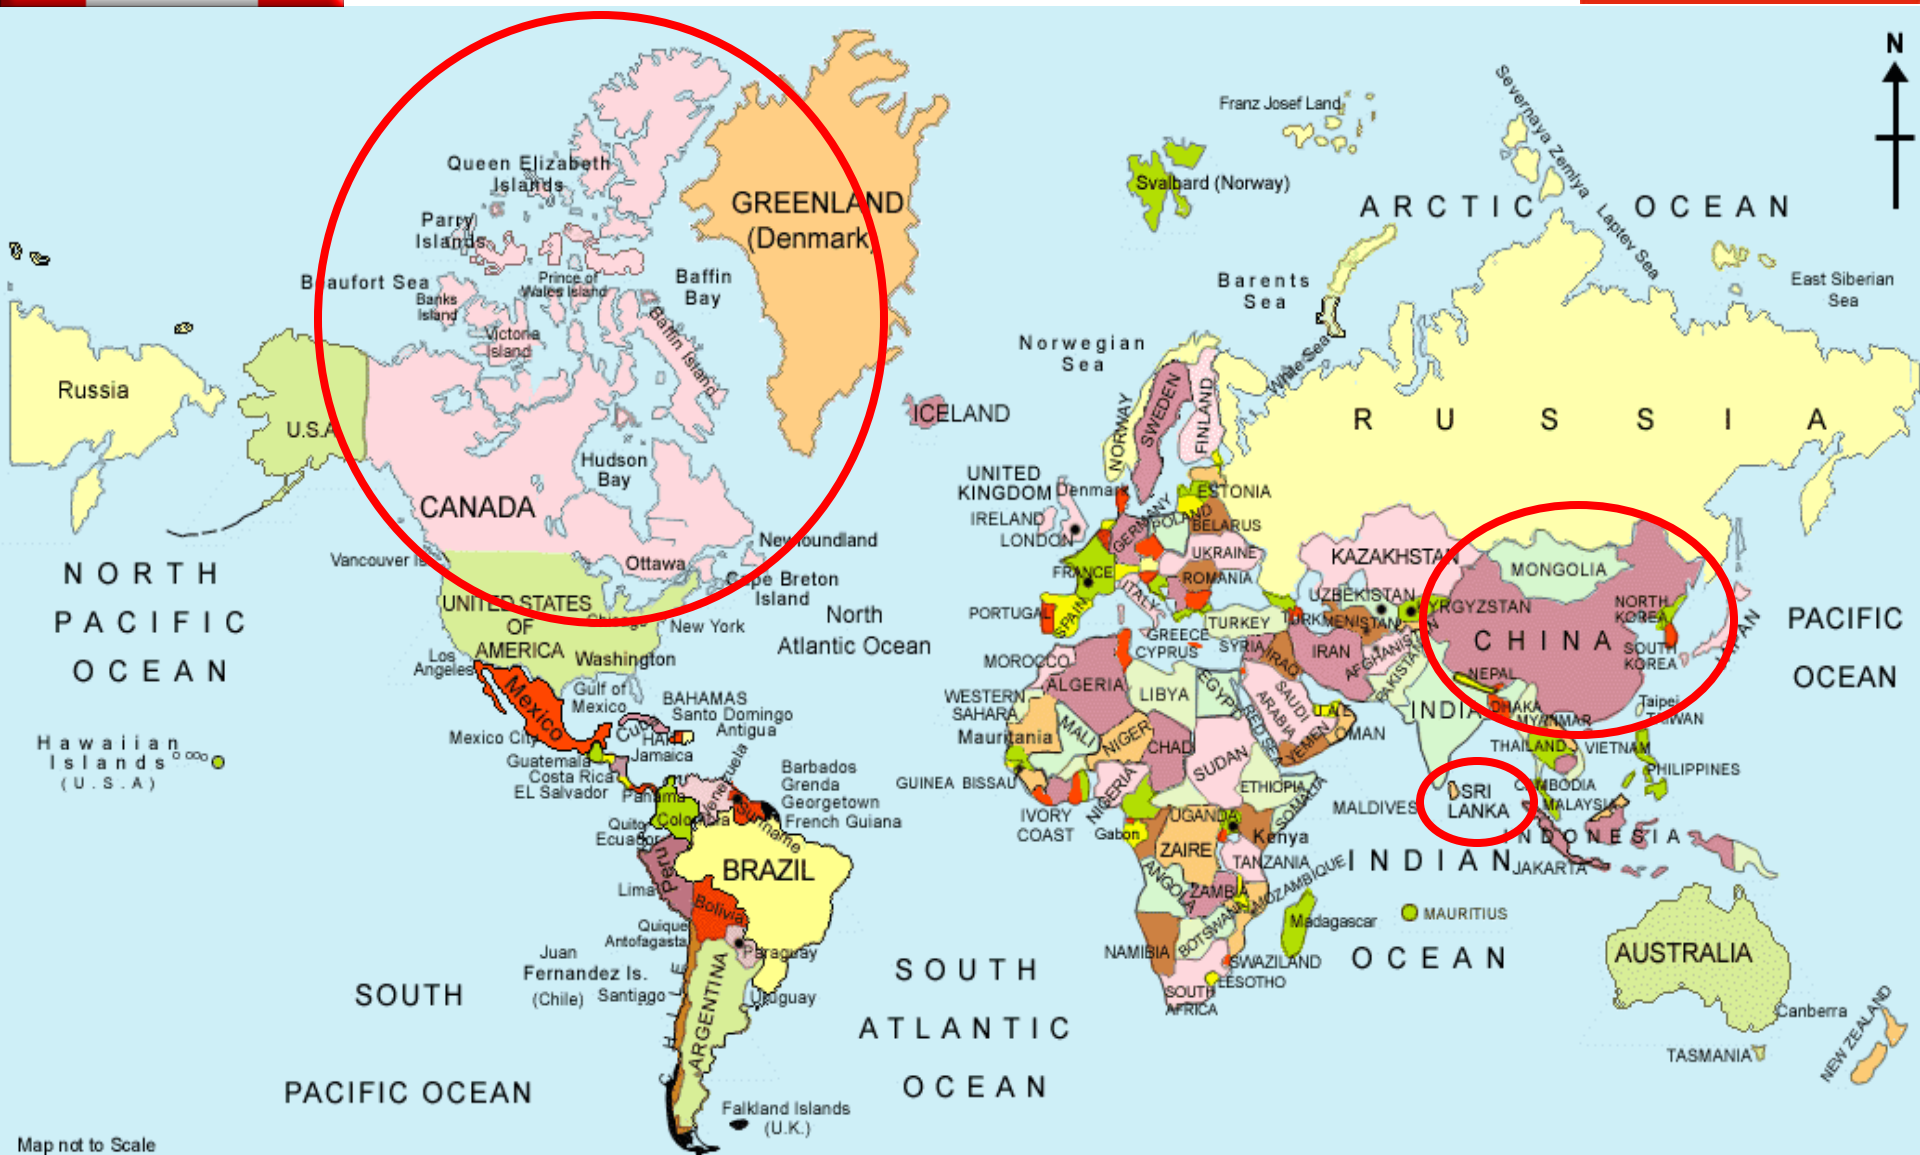 N
Franz Josef Land
Severnaya Zemlya
Queen Elizabeth
Islands
Svalbard (Norway)
GREENLAND
(Denmark)
ARCTIC OCEAN
Laptev Sea
Parry
Islands
Beaufort Sea
Banks
Island
Prince of
Wales Island
Baffin
Bay
Barents
Sea
East Siberian
Sea
Victoria
Island
Baffin Island
Norwegian
Sea
White Sea
Russia
U.S.A
ICELAND
NORWAY
SWEDEN
FINLAND
RUSSIA
Hudson
Bay
CANADA
UNITED
KINGDOM
Denmark
ESTONIA
IRELAND
LONDON
GERMANY
POLAND
BELARUS
Newfoundland
Vancouver Is
Ottawa
UKRAINE
KAZAKHSTAN
MONGOLIA
NORTH
PACIFIC
OCEAN
Cape Breton
Island
FRANCE
ROMANIA
ITALY
UZBEKISTAN
KYRGYZSTAN
NORTH
KOREA
UNITED STATES
OF
AMERICA
Chicago
New York
North
Atlantic Ocean
PORTUGAL
SPAIN
GREECE
CYPRUS
TURKEY
TURKMENISTAN
CHINA
SOUTH
KOREA
JAPAN
PACIFIC
OCEAN
Los
Angeles
Washington
MOROCCO
SYRIA
IRAQ
IRAN
AFGHANISTAN
PAKISTAN
NEPAL
Gulf of
Mexico
BAHAMAS
Santo Domingo
Antigua
WESTERN
SAHARA
ALGERIA
LIBYA
EGYPT
SAUDI
ARABIA
U.A.E
OMAN
INDIA
DHAKA
MYANMAR
Taipei
TAIWAN
Mexico
Mexico City
Cuba
HAITI
Jamaica
Mauritania
MALI
NIGER
CHAD
SUDAN
RED SEA
YEMEN
THAILAND
VIETNAM
Hawaiian
Islands
(U.S.A)
Guatemala
Costa Rica
EL Salvador
Panama
Venezuela
Barbados
Grenda
Georgetown
French Guiana
Suriname
GUINEA BISSAU
NIGERIA
ETHIOPIA
SOMALIA
MALDIVES
SRI
LANKA
CAMBODIA
MALAYSIA
PHILIPPINES
Quito
Ecuador
Colombia
IVORY
COAST
Gabon
UGANDA
Kenya
INDONESIA
JAKARTA
Peru
BRAZIL
ZAIRE
TANZANIA
INDIAN
OCEAN
Lima
Bolivia
ANGOLA
ZAMBIA
MOZAMBIQUE
Madagascar
MAURITIUS
Quique
Antofagasta
Paraguay
NAMIBIA
BOTSWANA
SWAZILAND
LESOTHO
SOUTH
AFRICA
AUSTRALIA
Canberra
TASMANIA
NEW ZEALAND
Juan
Fernandez Is.
(Chile)
Santiago
CHILE
ARGENTINA
Uruguay
SOUTH
PACIFIC OCEAN
SOUTH
ATLANTIC
OCEAN
Falkland Islands
(U.K.)
Map not to Scale